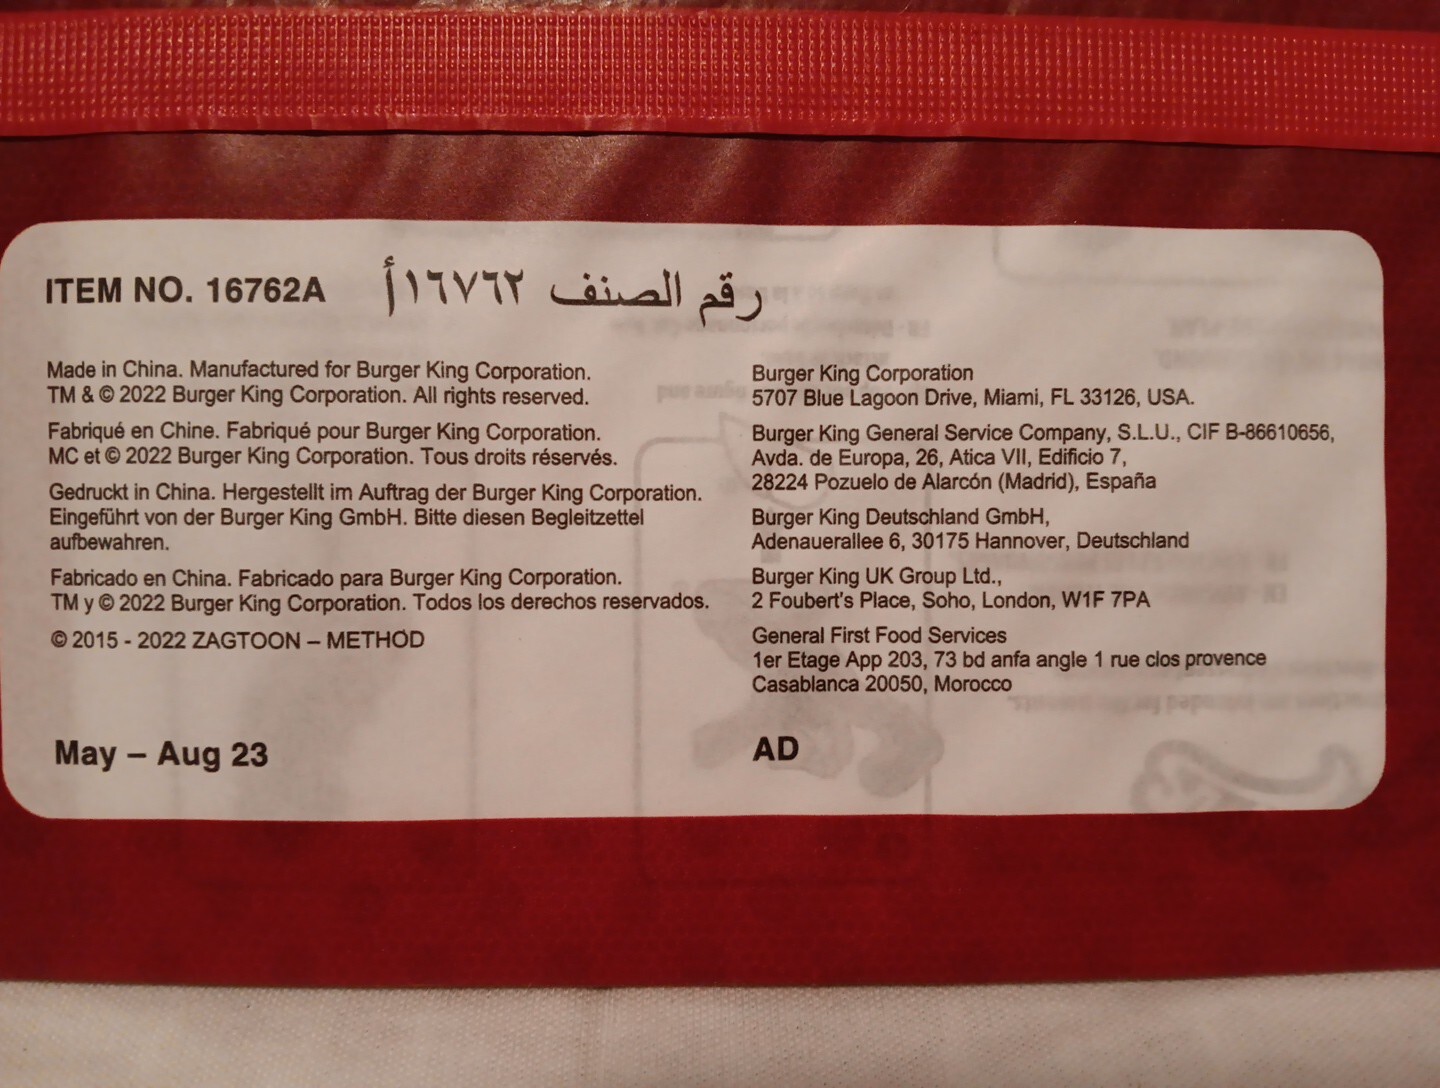 ITEM NO. 16762A
رقم الصنف ١٦٧٦٢أ
Made in China. Manufactured for Burger King Corporation.
TM & © 2022 Burger King Corporation. All rights reserved.
Fabriqué en Chine. Fabriqué pour Burger King Corporation.
MC et © 2022 Burger King Corporation. Tous droits réservés.
Gedruckt in China. Hergestellt im Auftrag der Burger King Corporation.
Eingeführt von der Burger King GmbH. Bitte diesen Begleitzettel
aufbewahren.
Fabricado en China. Fabricado para Burger King Corporation.
TM y © 2022 Burger King Corporation. Todos los derechos reservados.
© 2015 - 2022 ZAGTOON – METHOD
May – Aug 23
Burger King Corporation
5707 Blue Lagoon Drive, Miami, FL 33126, USA.
Burger King General Service Company, S.L.U., CIF B-86610656,
Avda. de Europa, 26, Atica VII, Edificio 7,
28224 Pozuelo de Alarcón (Madrid), España
Burger King Deutschland GmbH,
Adenauerallee 6, 30175 Hannover, Deutschland
Burger King UK Group Ltd.,
2 Foubert's Place, Soho, London, W1F 7PA
General First Food Services
1er Etage App 203, 73 bd anfa angle 1 rue clos provence
Casablanca 20050, Morocco
AD